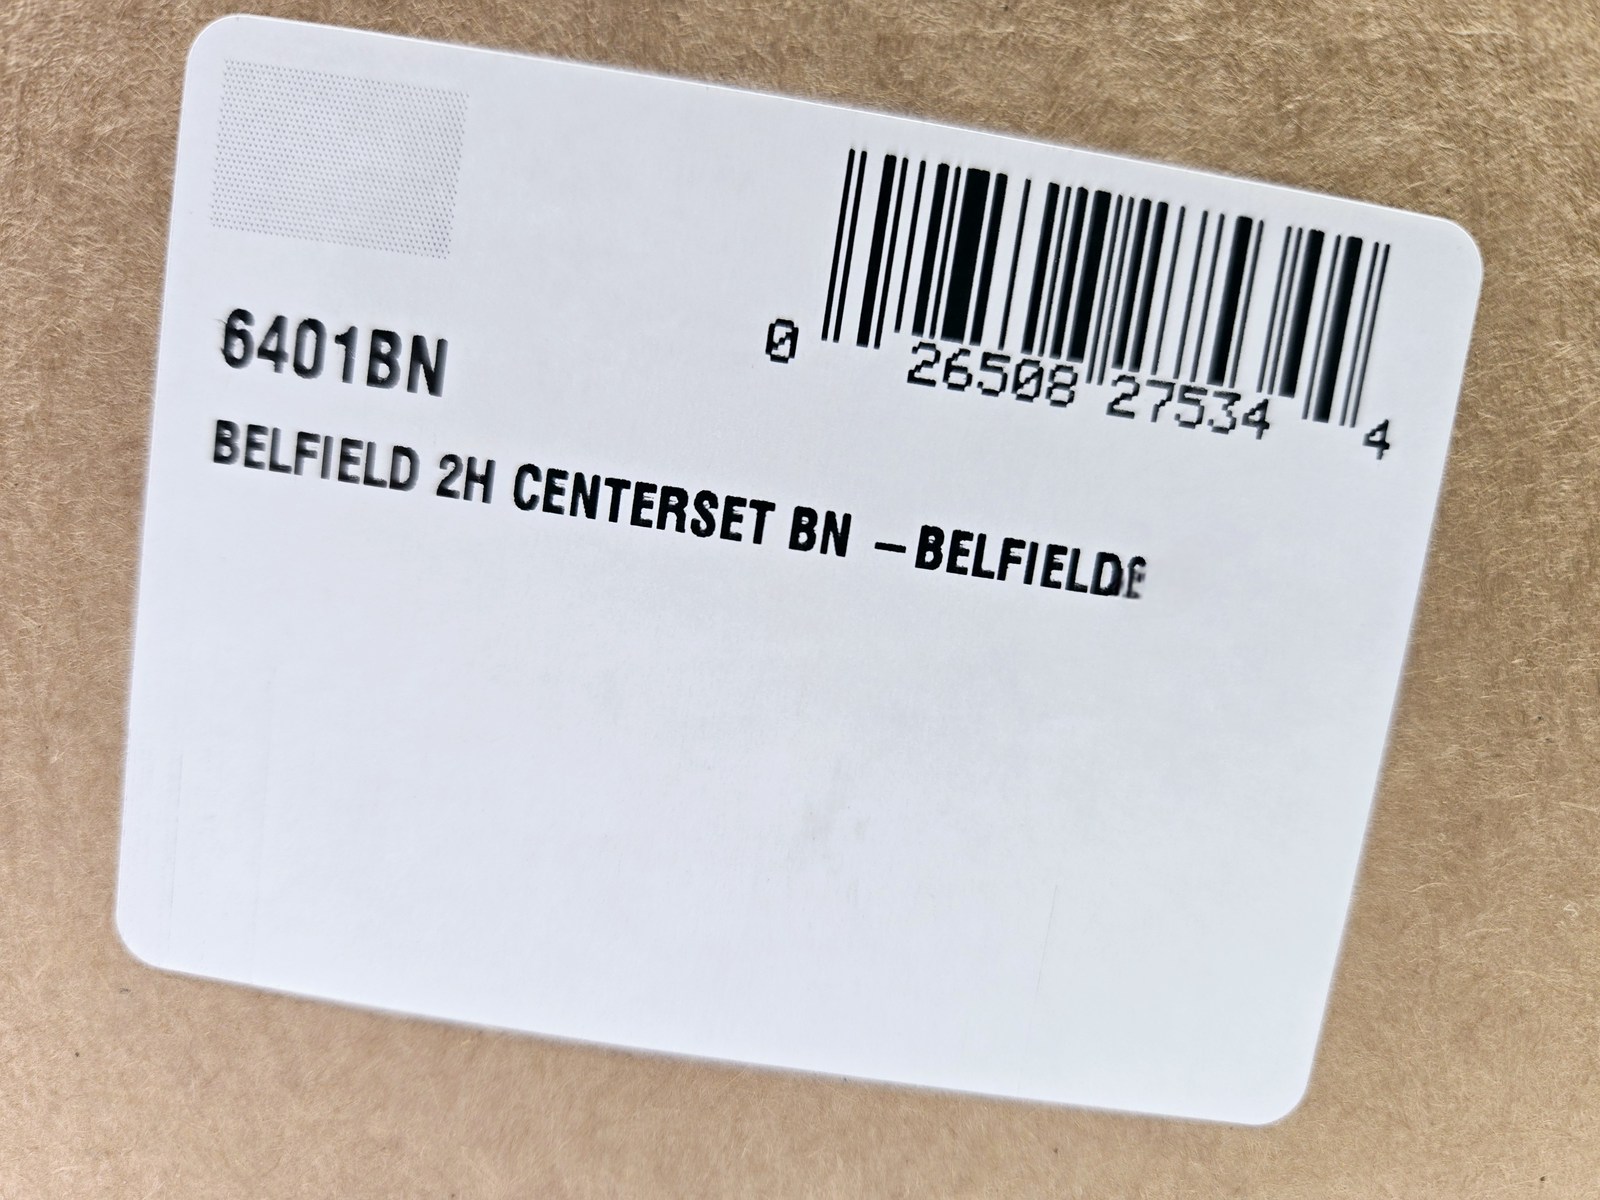 0 26508 27534 4
6401BN
BELFIELD 2H CENTERSET BN -BELFIELD